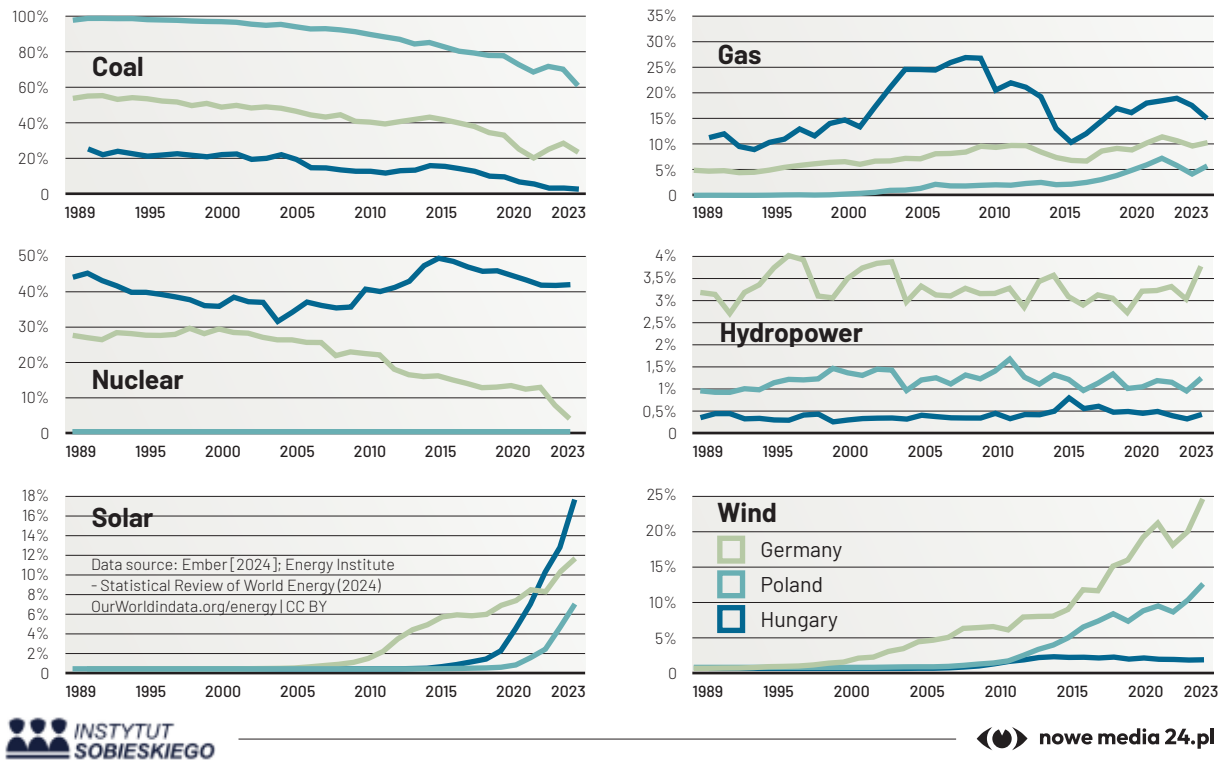 100%
80%
60%
40%
20%
0
Coal
1989 1995 2000 2005 2010 2015 2020 2023
35%
30%
25%
20%
15%
10%
5%
0
Gas
1989 1995 2000 2005 2010 2015 2020 2023
50%
40%
30%
20%
10%
0
Nuclear
1989 1995 2000 2005 2010 2015 2020 2023
4%
3,5%
3%
2,5%
2%
1,5%
1%
0,5%
0
Hydropower
1989 1995 2000 2005 2010 2015 2020 2023
18%
16%
14%
12%
10%
8%
6%
4%
2%
0
Solar
Data source: Ember [2024]; Energy Institute
- Statistical Review of World Energy (2024)
OurWorldindata.org/energy | CC BY
1989 1995 2000 2005 2010 2015 2020 2023
25%
20%
15%
10%
5%
0
Wind
Germany
Poland
Hungary
1989 1995 2000 2005 2010 2015 2020 2023
INSTYTUT
SOBIESKIEGO
nowe media 24.pl